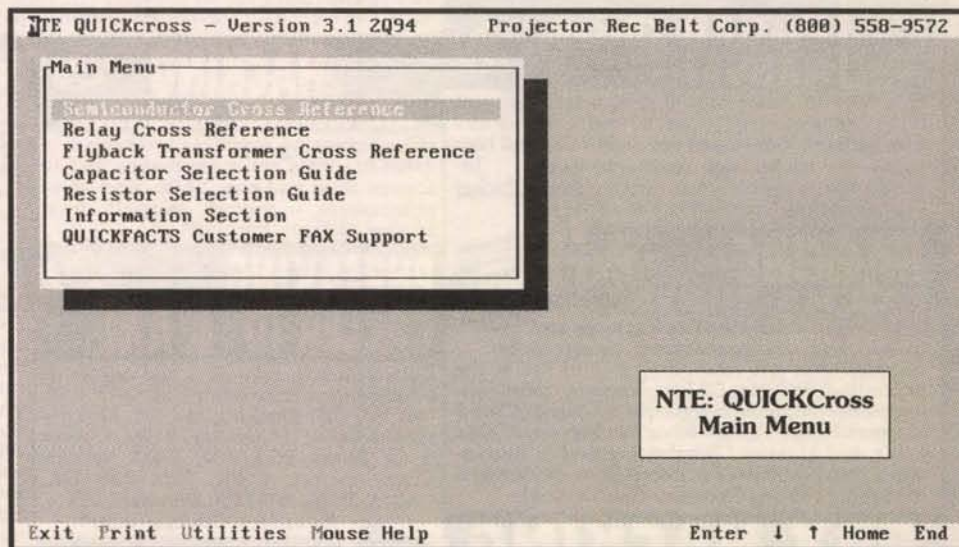 NTE QUICKcross – Version 3.1 2Q94 Projector Rec Belt Corp. (800) 558-9572
Main Menu
Semiconductor Cross Reference
Relay Cross Reference
Flyback Transformer Cross Reference
Capacitor Selection Guide
Resistor Selection Guide
Information Section
QUICKFACTS Customer FAX Support
NTE: QUICKCross
Main Menu
Exit Print Utilities Mouse Help Enter ↓ ↑ Home End